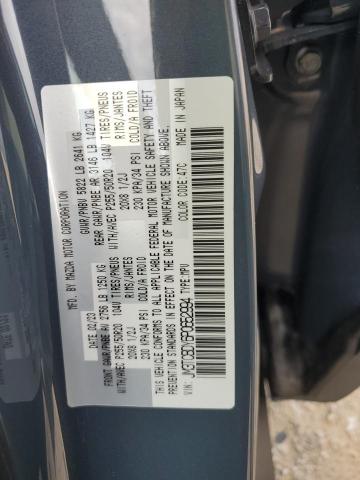 MFD. BY MAZDA MOTOR CORPORATION
02/23 GVWR/PNBV 5822 LB 2641 KG
FRONT GAWR/PNBE AV 2756 LB 1250 KG REAR GAWR/PNBE AR 3146 LB 1427 KG
WITH/AVEC P255/50R20 104V TIRES/PNEUS WITH/AVEC P255/50R20 104V TIRES/PNEUS
20X8 1/2J RIMS/JANTES 20X8 1/2J RIMS/JANTES
230 KPA/34 PSI COLD/A FROID 230 KPA/34 PSI COLD/A FROID
THIS VEHICLE CONFORMS TO ALL APPLICABLE FEDERAL MOTOR VEHICLE SAFETY AND THEFT
PREVENTION STANDARDS IN EFFECT ON THE DATE OF MANUFACTURE SHOWN ABOVE.
MADE IN JAPAN
TYPE:MPV COLOR CODE:47C